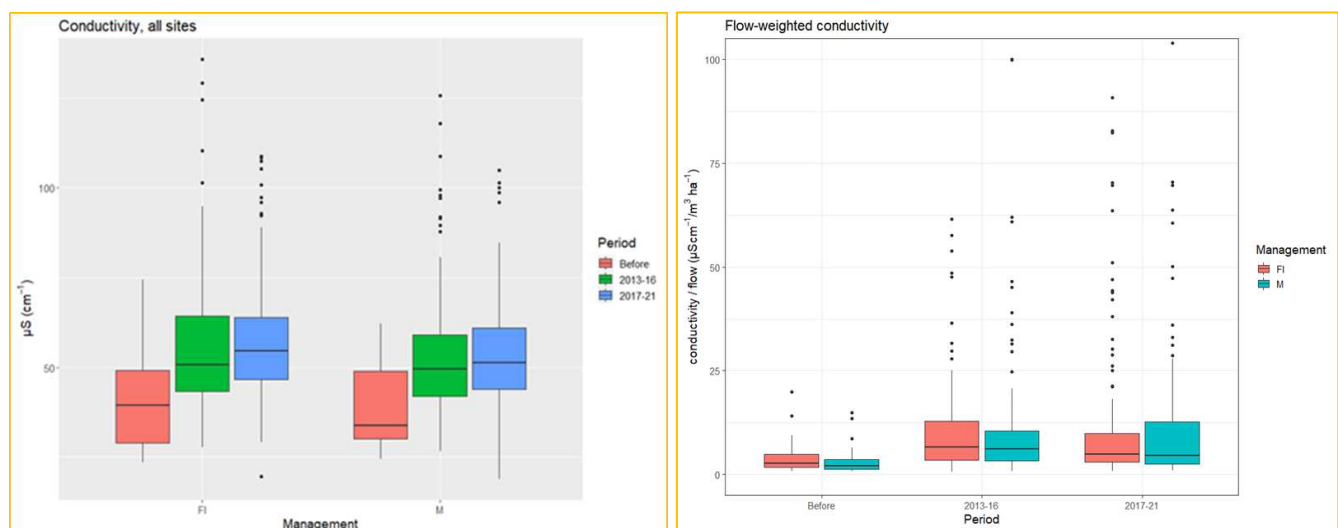 Conductivity, all sites
100
50
µS (cm⁻¹)
FI
M
Management
Period
Before
2013-16
2017-21
Flow-weighted conductivity
100
75
50
25
0
conductivity / flow (µScm⁻¹/m³ ha⁻¹)
Before
2013-16
2017-21
Period
Management
FI
M